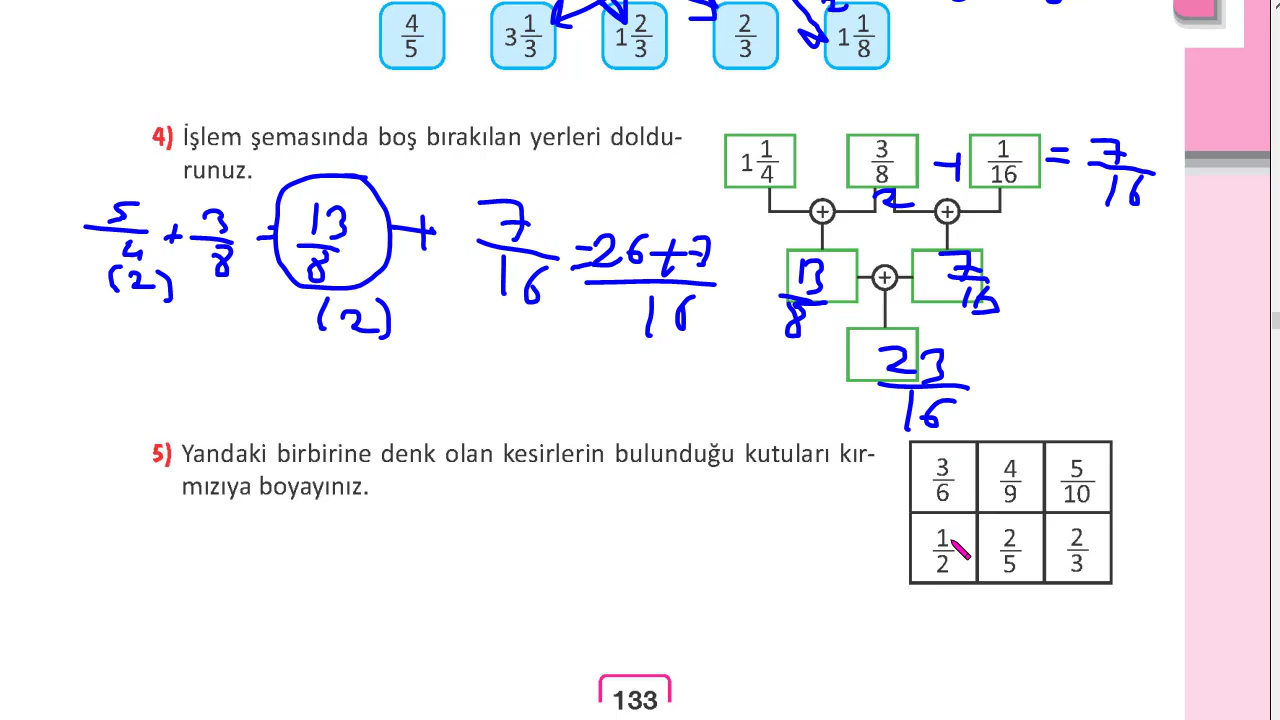 4/5 3 1/3 1 2/3 2/3 1 1/8
2
4) İşlem şemasında boş bırakılan yerleri doldu-
runuz.
1 1/4 3/8 + 1/16 = 7/16
2
+ +
5/4 + 3/8 = 13/8 + 7/16 = 26+7/16
(2) (2)
13/8 + 7/16
23/16
5) Yandaki birbirine denk olan kesirlerin bulunduğu kutuları kır-
mızıya boyayınız.
3/6 4/9 5/10
1/2 2/5 2/3
133